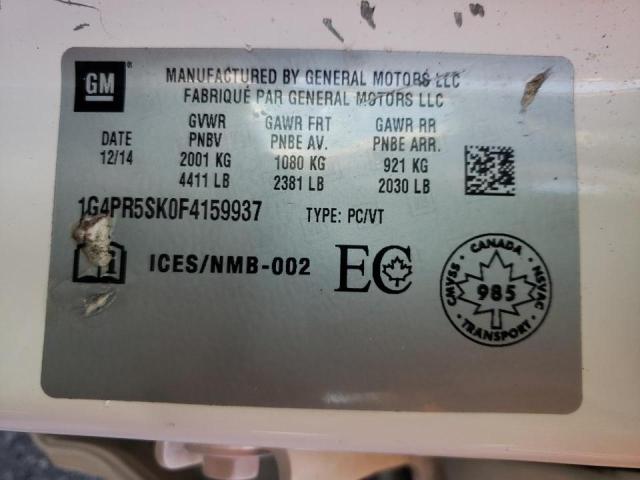 GM®
MANUFACTURED BY GENERAL MOTORS LLC
FABRIQUÉ PAR GENERAL MOTORS LLC
GVWR GAWR FRT GAWR RR
DATE PNBV PNBE AV. PNBE ARR.
12/14 2001 KG 1080 KG 921 KG
4411 LB 2381 LB 2030 LB
1G4PR5SK0F4159937 TYPE: PC/VT
ICES/NMB-002 EC
CANADA
CMVSS 985 NSVAC
TRANSPORT